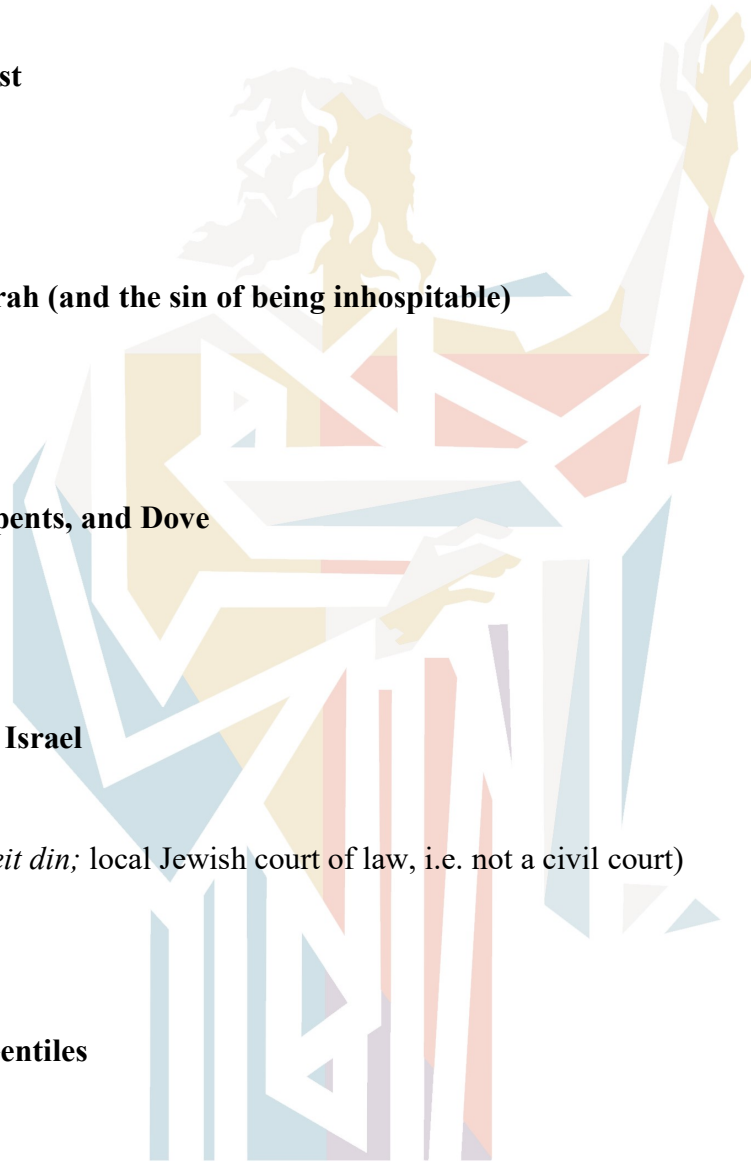 st
rah (and the sin of being inhospitable)
pents, and Dove
Israel
eit din; local Jewish court of law, i.e. not a civil court)
entiles